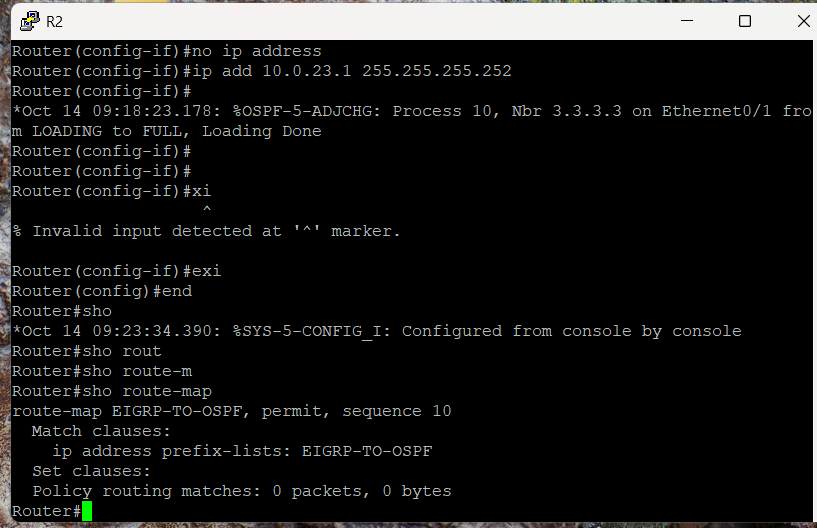 R2
Router(config-if)#no ip address
Router(config-if)#ip add 10.0.23.1 255.255.255.252
Router(config-if)#
*Oct 14 09:18:23.178: %OSPF-5-ADJCHG: Process 10, Nbr 3.3.3.3 on Ethernet0/1 fro
m LOADING to FULL, Loading Done
Router(config-if)#
Router(config-if)#
Router(config-if)#xi
^
% Invalid input detected at '^' marker.
Router(config-if)#exi
Router(config)#end
Router#sho
*Oct 14 09:23:34.390: %SYS-5-CONFIG_I: Configured from console by console
Router#sho rout
Router#sho route-m
Router#sho route-map
route-map EIGRP-TO-OSPF, permit, sequence 10
  Match clauses:
    ip address prefix-lists: EIGRP-TO-OSPF
  Set clauses:
  Policy routing matches: 0 packets, 0 bytes
Router#